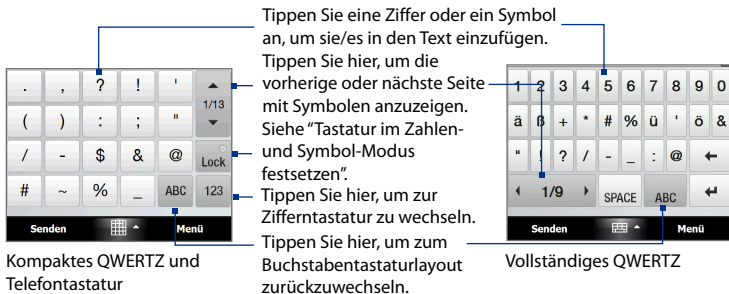 Tippen Sie eine Ziffer oder ein Symbol
an, um sie/es in den Text einzufügen.
Tippen Sie hier, um die
vorherige oder nächste Seite
mit Symbolen anzuzeigen.
Siehe “Tastatur im Zahlen-
und Symbol-Modus
festsetzen”.
Tippen Sie hier, um zur
Zifferntastatur zu wechseln.
Tippen Sie hier, um zum
Buchstabentastaturlayout
zurückzuwechseln.
. , ? ! '
1/13
( ) : ; "
/ - $ & @ Lock
# ~ % _ ABC 123
Senden Menü
Kompaktes QWERTZ und
Telefontastatur
1 2 3 4 5 6 7 8 9 0
ä ß + * # % ü ' ö &
" ! ? / - _ : @
1/9 SPACE ABC
Senden Menü
Vollständiges QWERTZ